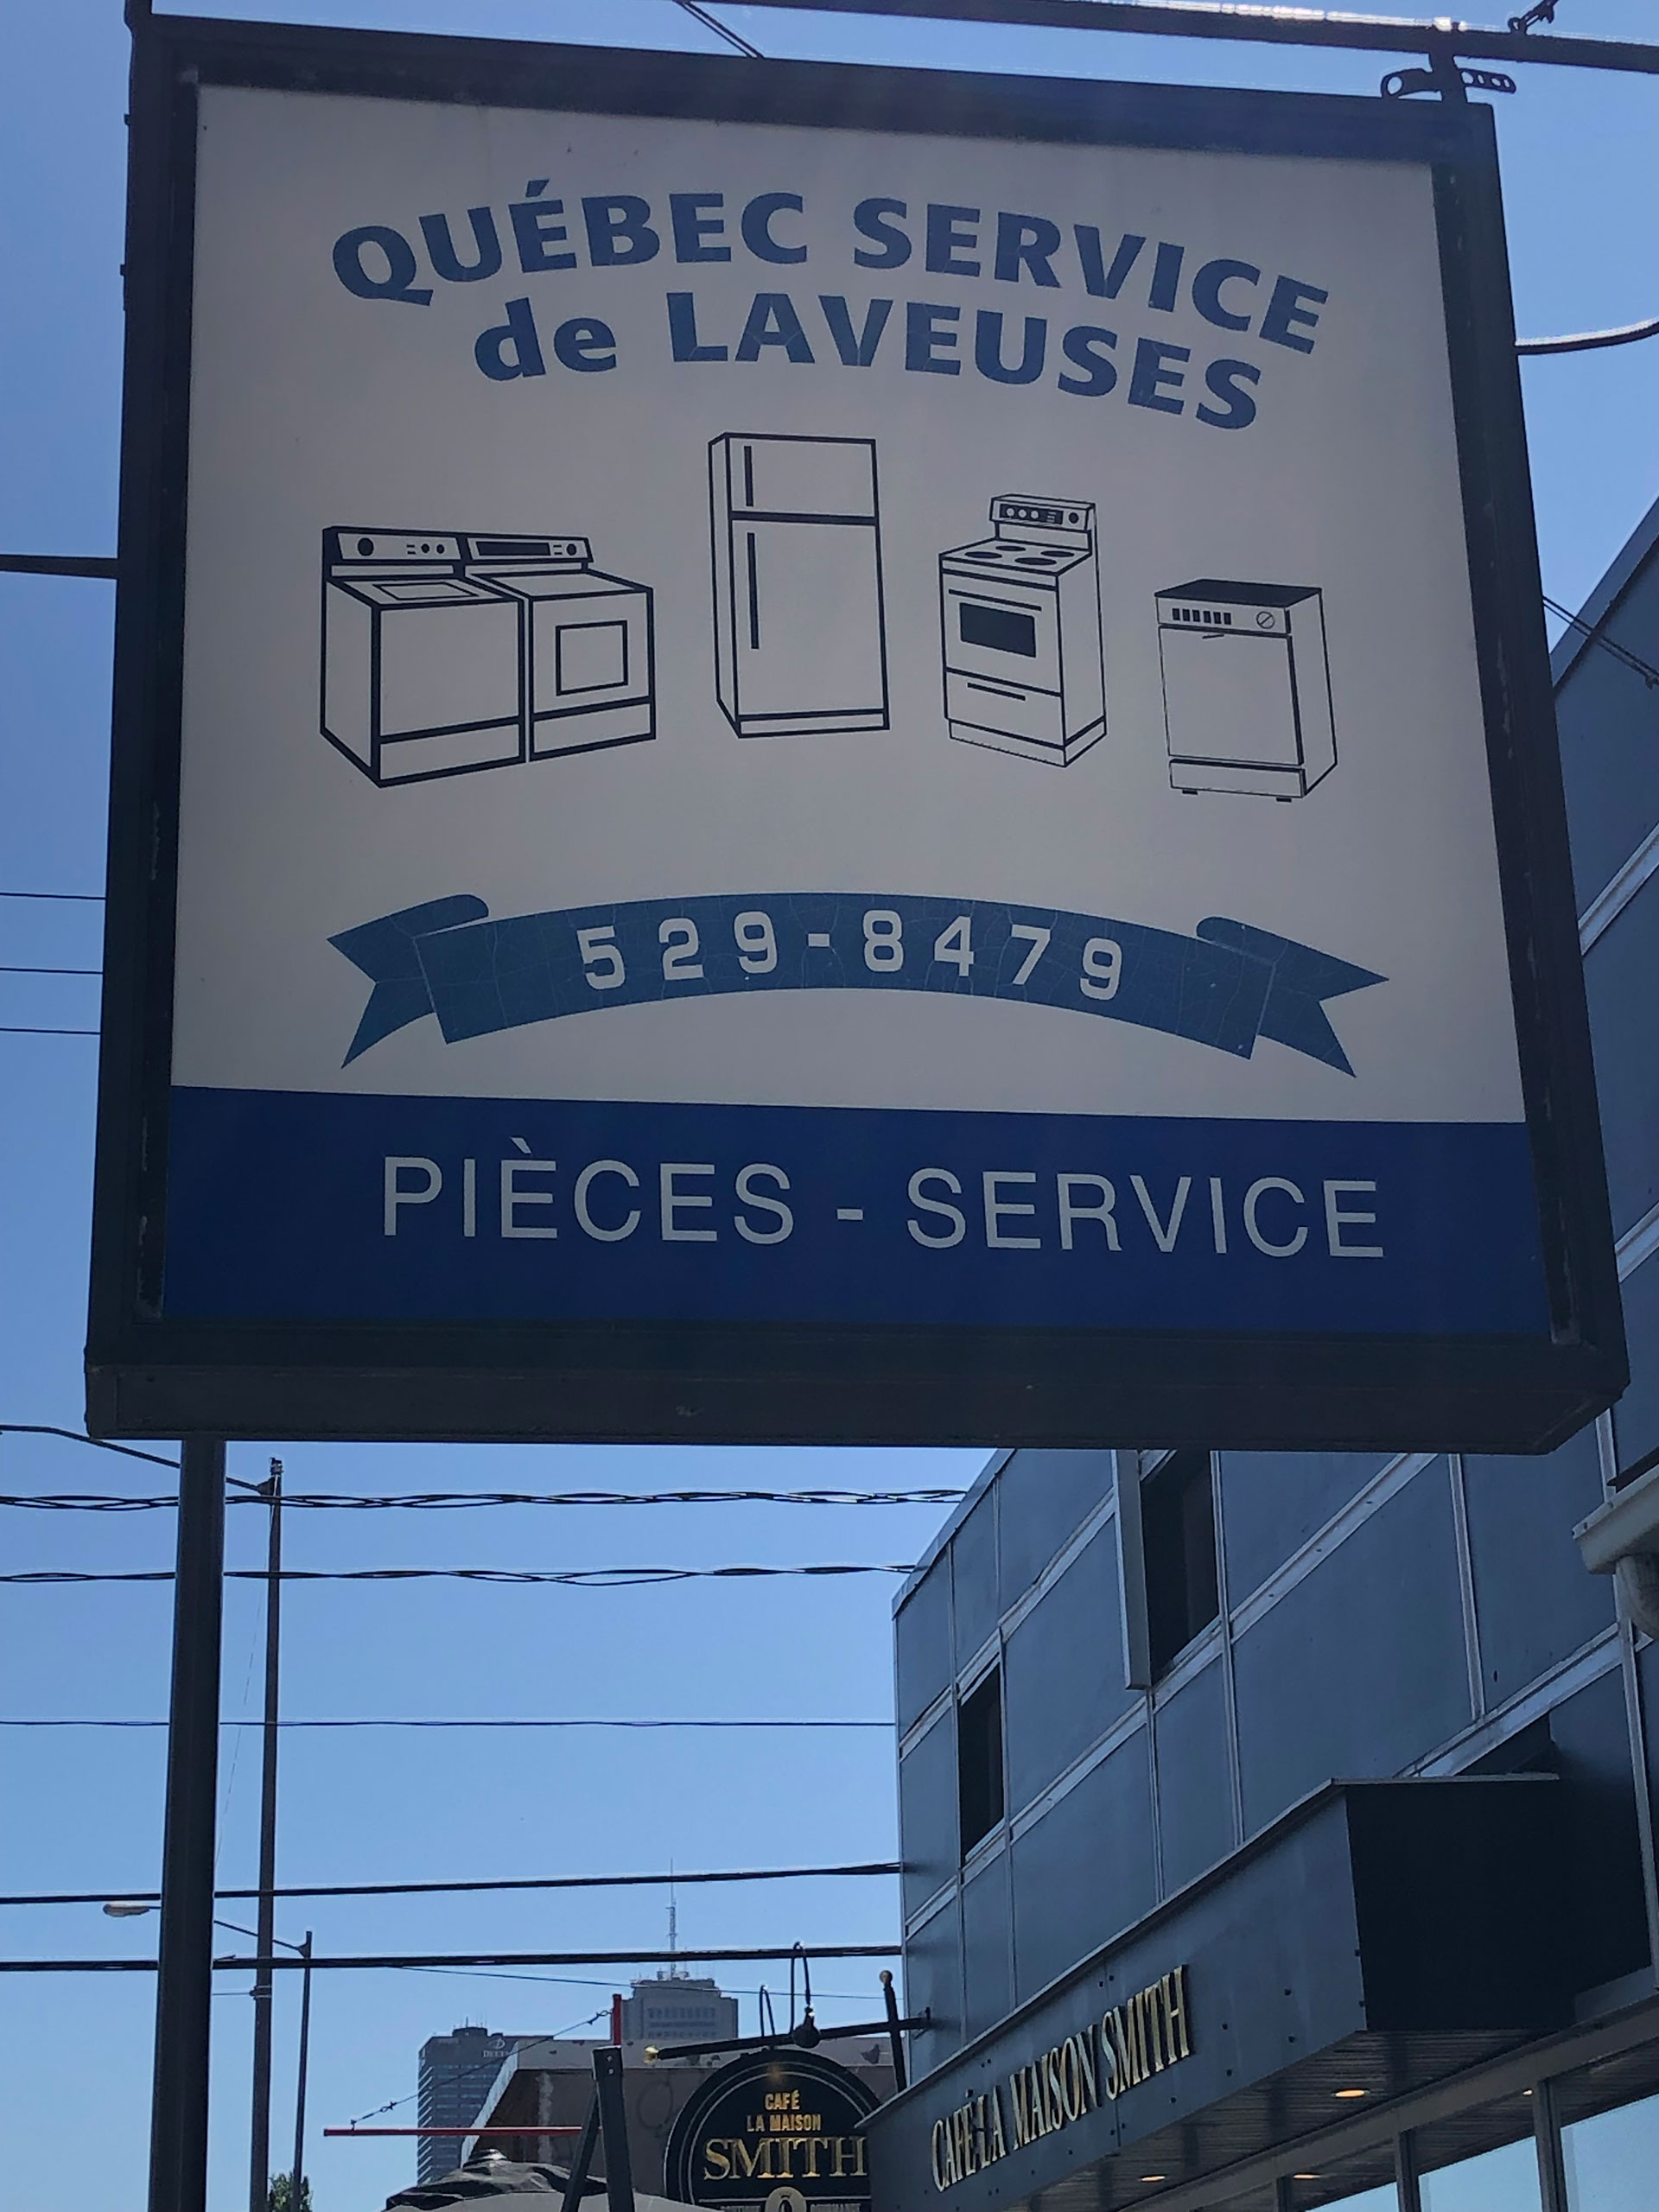 QUÉBEC SERVICE
de LAVEUSES
529-8479
PIÈCES - SERVICE
CAFÉ LA MAISON SMITH
CAFÉ
LA MAISON
SMITH